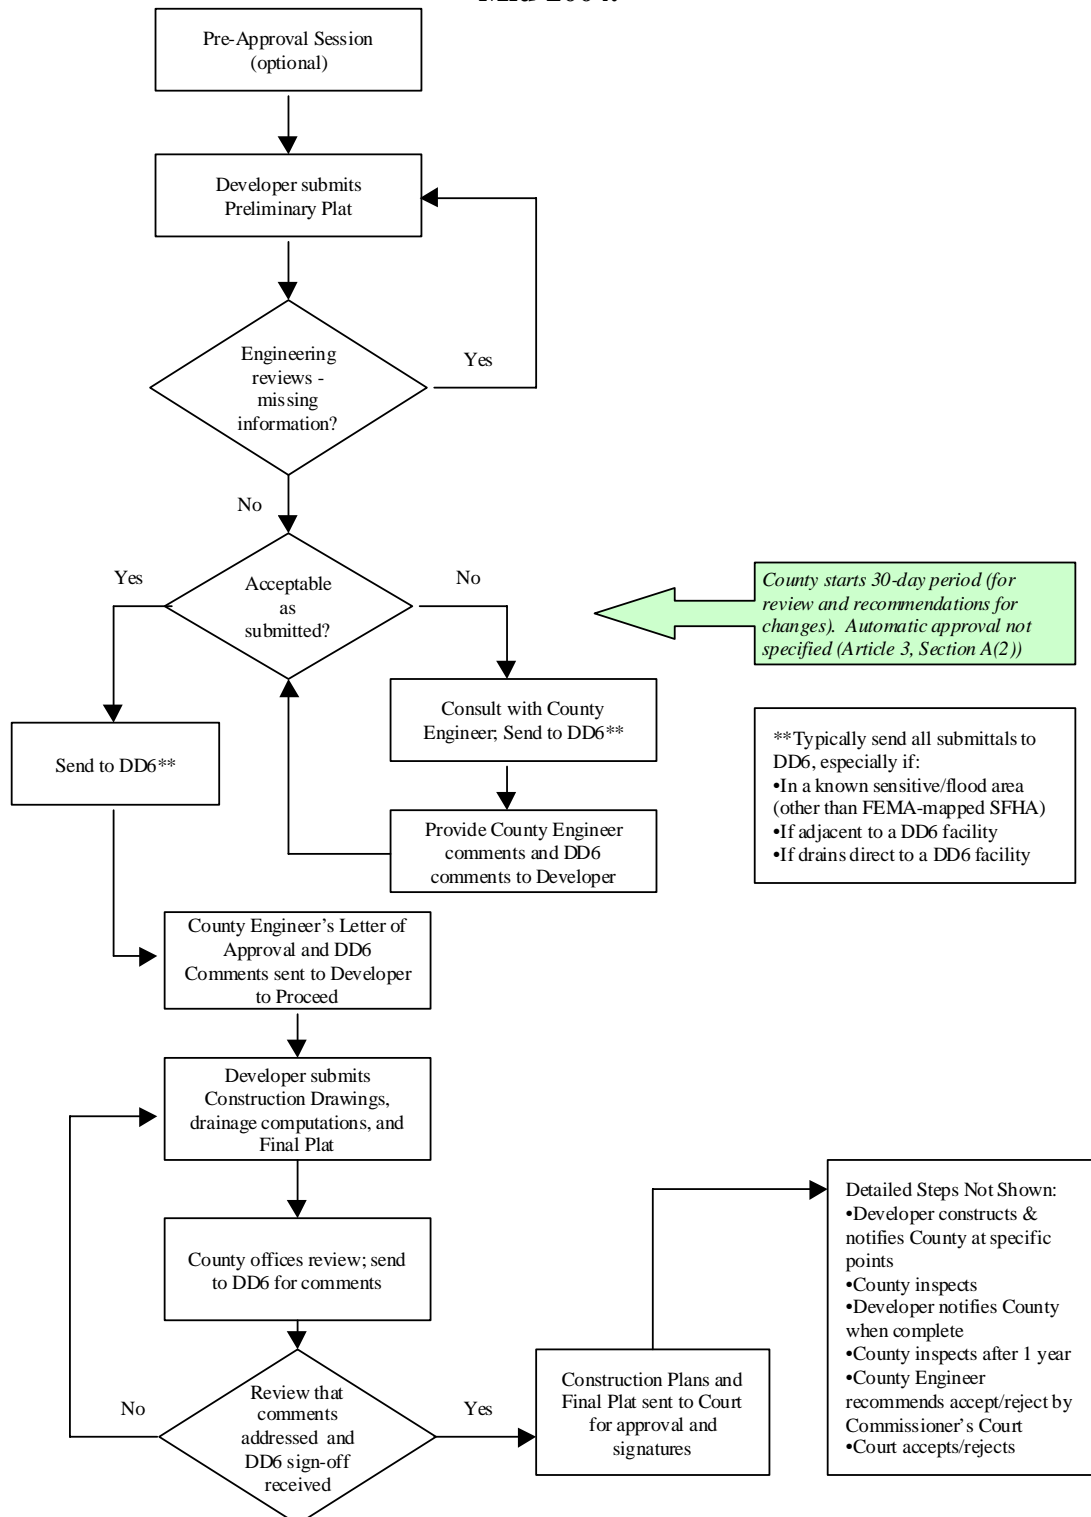 Pre-Approval Session
(optional)
Developer submits
Preliminary Plat
Engineering
reviews -
missing
information?
Yes
No
Acceptable
as
submitted?
Yes
No
County starts 30-day period (for
review and recommendations for
changes).  Automatic approval not
specified (Article 3, Section A(2))
Send to DD6**
Consult with County
Engineer; Send to DD6**
**Typically send all submittals to
DD6, especially if:
•In a known sensitive/flood area
(other than FEMA-mapped SFHA)
•If adjacent to a DD6 facility
•If drains direct to a DD6 facility
Provide County Engineer
comments and DD6
comments to Developer
County Engineer’s Letter of
Approval and DD6
Comments sent to Developer
to Proceed
Developer submits
Construction Drawings,
drainage computations, and
Final Plat
County offices review; send
to DD6 for comments
Review that
comments
addressed  and
DD6 sign-off
received
No
Yes
Construction Plans and
Final Plat sent to Court
for approval and
signatures
Detailed Steps Not Shown:
•Developer constructs &
notifies County at specific
points
•County inspects
•Developer notifies County
when complete
•County inspects after 1 year
•County Engineer
recommends accept/reject by
Commissioner’s Court
•Court accepts/rejects